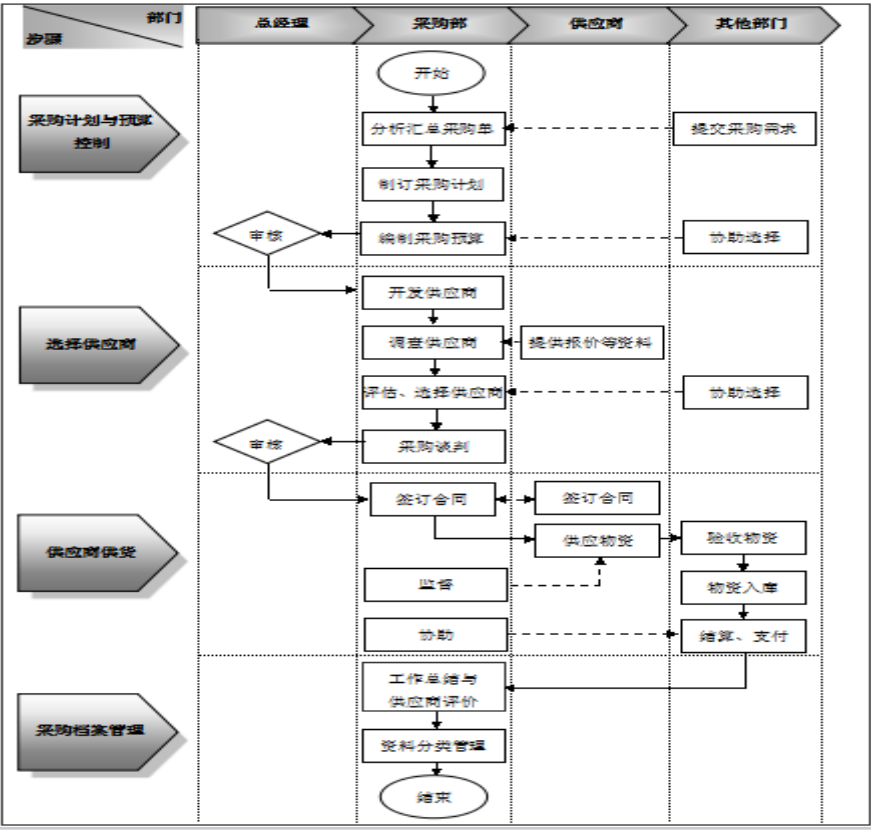 部门
步骤
总经理
采购部
供应商
其他部门
开始
采购计划与预算
控制
分析汇总采购单
提交采购需求
制订采购计划
审核
编制采购预算
协助选择
开发供应商
选择供应商
调查供应商
提供报价等资料
评估、选择供应商
协助选择
审核
采购谈判
签订合同
签订合同
供应商供货
供应物资
验收物资
监督
物资入库
协助
结算、支付
工作总结与
供应商评价
采购档案管理
资料分类管理
结束